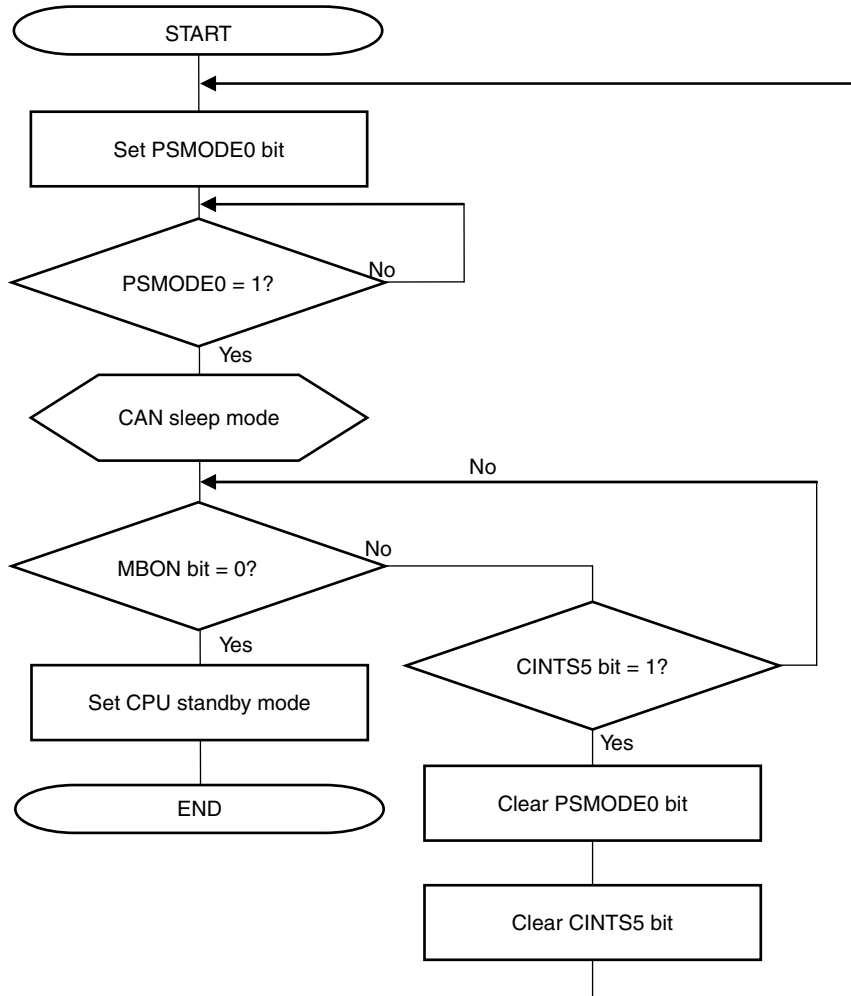 START
Set PSMODE0 bit
PSMODE0 = 1?
No
Yes
CAN sleep mode
No
MBON bit = 0?
No
Yes
CINTS5 bit = 1?
Set CPU standby mode
Yes
END
Clear PSMODE0 bit
Clear CINTS5 bit